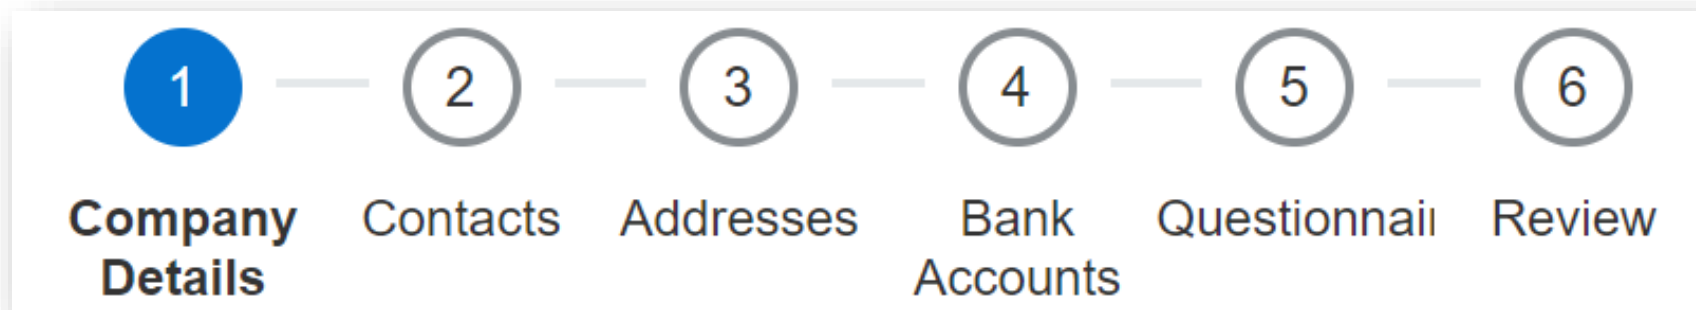 1 2 3 4 5 6
Company Contacts Addresses Bank Questionnai Review
Details Accounts